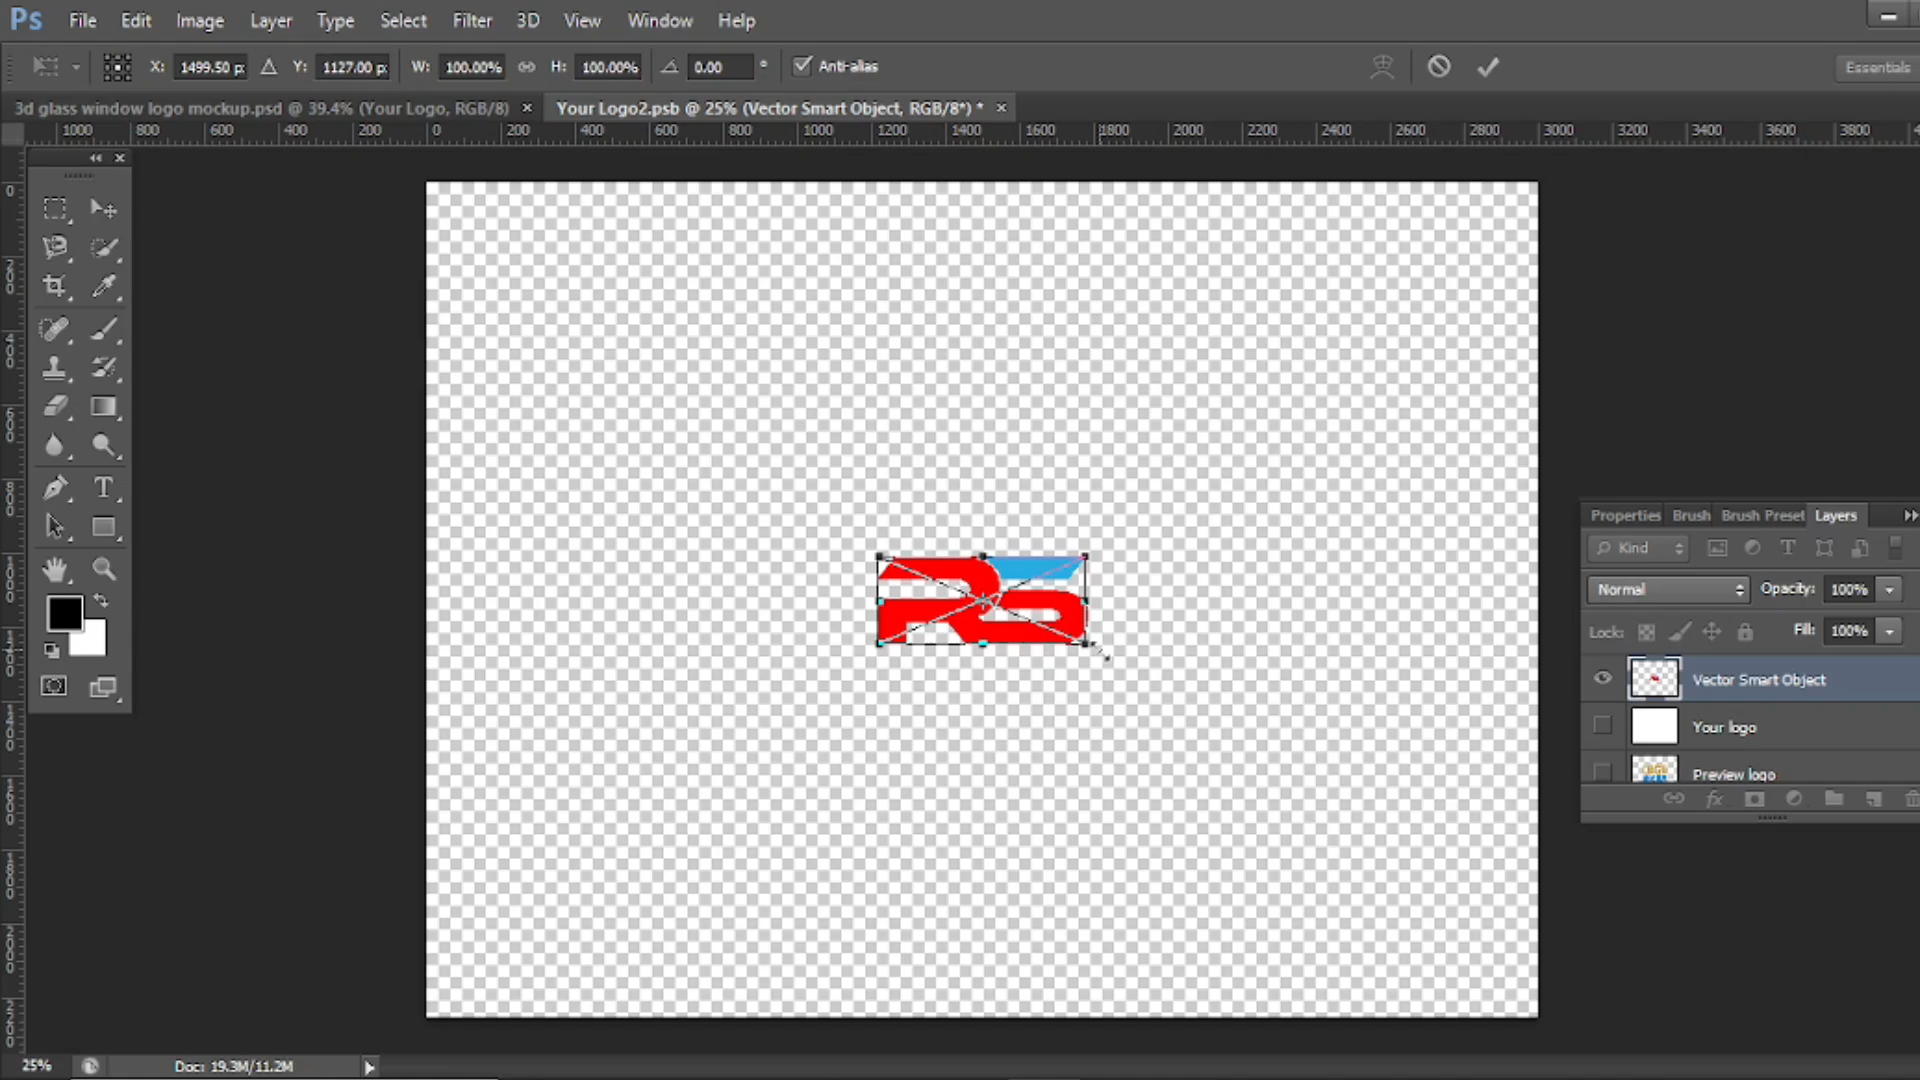 Ps File Edit Image Layer Type Select Filter 3D View Window Help
X: 1499.50 p: Y: 1127.00 p: W: 100.00% H: 100.00% 0.00 ° Anti-alias Essentials
3d glass window logo mockup.psd @ 39.4% (Your Logo, RGB/8) × Your Logo2.psb @ 25% (Vector Smart Object, RGB/8*) * ×
1000 800 600 400 200 0 200 400 600 800 1000 1200 1400 1600 1800 2000 2200 2400 2600 2800 3000 3200 3400 3600 3800
Properties Brush Brush Preset Layers
Kind
Normal Opacity: 100%
Lock: Fill: 100%
Vector Smart Object
Your logo
Preview logo
25% Doc: 19.3M/11.2M